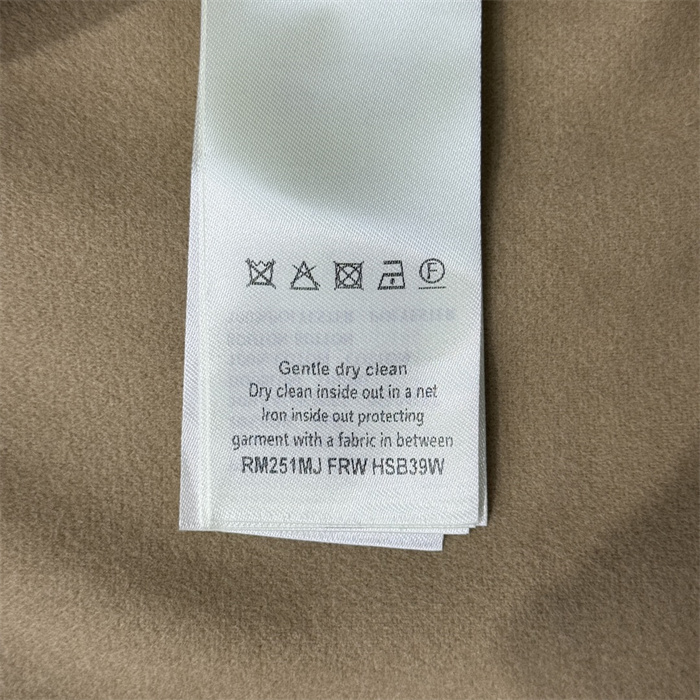 F
Gentle dry clean
Dry clean inside out in a net
Iron inside out protecting
garment with a fabric in between
RM251MJ FRW HSB39W